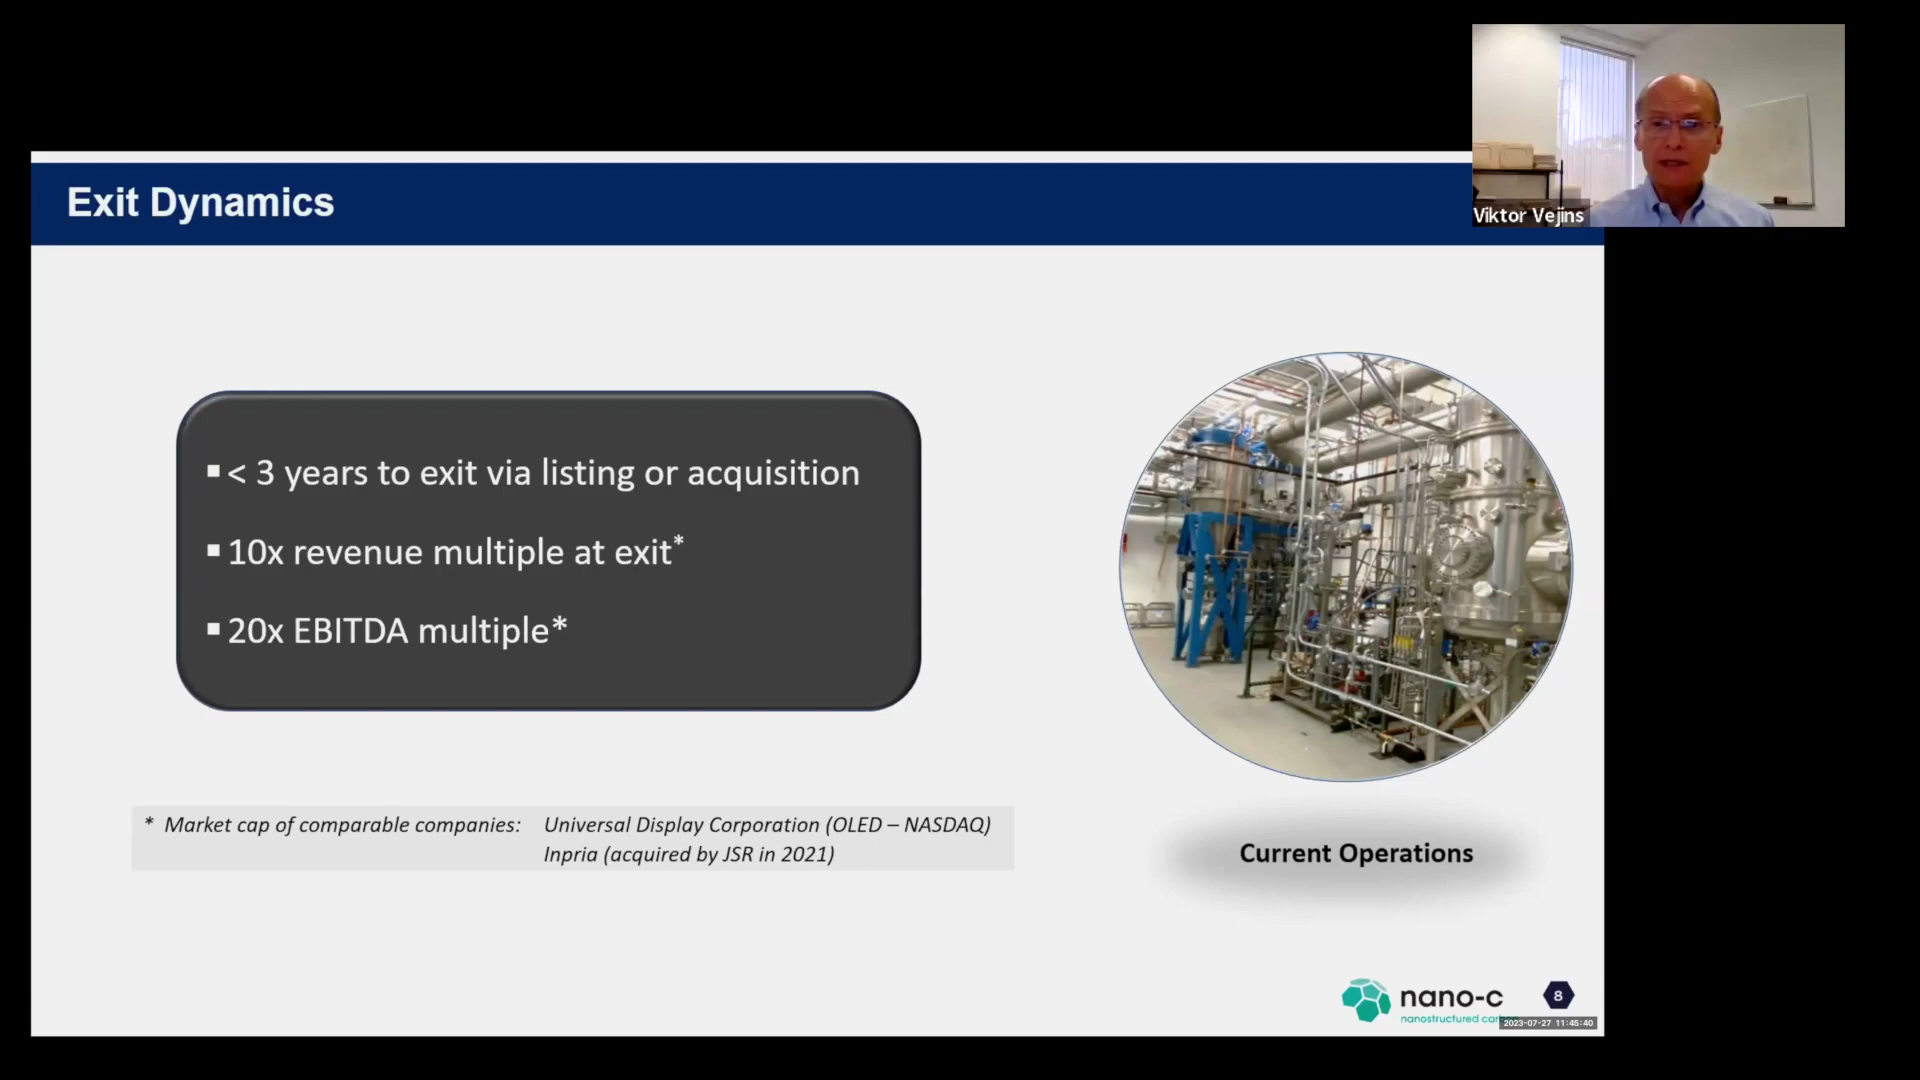 Viktor Vejins
Exit Dynamics
▪ < 3 years to exit via listing or acquisition
▪ 10x revenue multiple at exit*
▪ 20x EBITDA multiple*
* Market cap of comparable companies: Universal Display Corporation (OLED – NASDAQ)
Inpria (acquired by JSR in 2021)
Current Operations
nano-c
nanostructured
8
2023-07-27 11:45:40